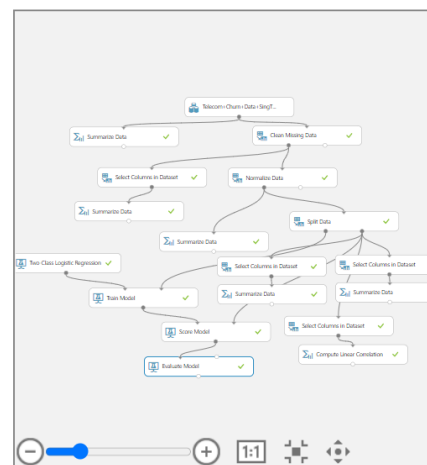 Telecom Churn Data SingT...
Summarize Data
Clean Missing Data
Select Columns in Dataset
Normalize Data
Summarize Data
Split Data
Summarize Data
Two Class Logistic Regression
Select Columns in Dataset
Select Columns in Dataset
Train Model
Summarize Data
Summarize Data
Score Model
Select Columns in Dataset
Evaluate Model
Compute Linear Correlation
1:1